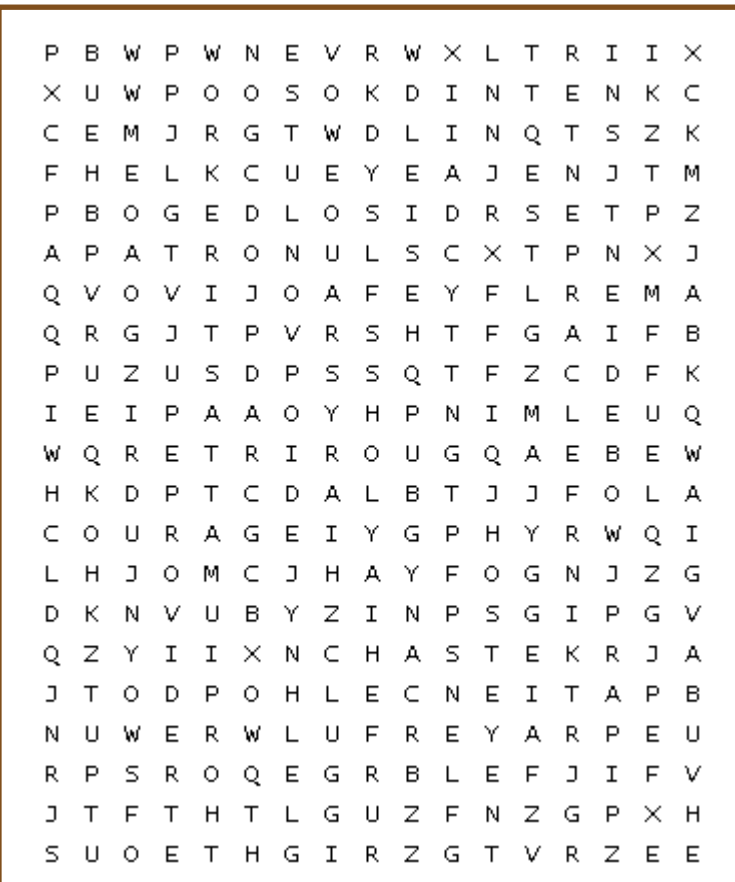 P B W P W N E V R W X L T R I I X
X U W P O O S O K D I N T E N K C
C E M J R G T W D L I N Q T S Z K
F H E L K C U E Y E A J E N J T M
P B O G E D L O S I D R S E T P Z
A P A T R O N U L S C X T P N X J
Q V O V I J O A F E Y F L R E M A
Q R G J T P V R S H T F G A I F B
P U Z U S D P S S Q T F Z C D F K
I E I P A A O Y H P N I M L E U Q
W Q R E T R I R O U G Q A E B E W
H K D P T C D A L B T J J F O L A
C O U R A G E I Y G P H Y R W Q I
L H J O M C J H A Y F O G N J Z G
D K N V U B Y Z I N P S G I P G V
Q Z Y I I X N C H A S T E K R J A
J T O D P O H L E C N E I T A P B
N U W E R W L U F R E Y A R P E U
R P S R O Q E G R B L E F J I F V
J T F T H T L G U Z F N Z G P X H
S U O E T H G I R Z G T V R Z E E